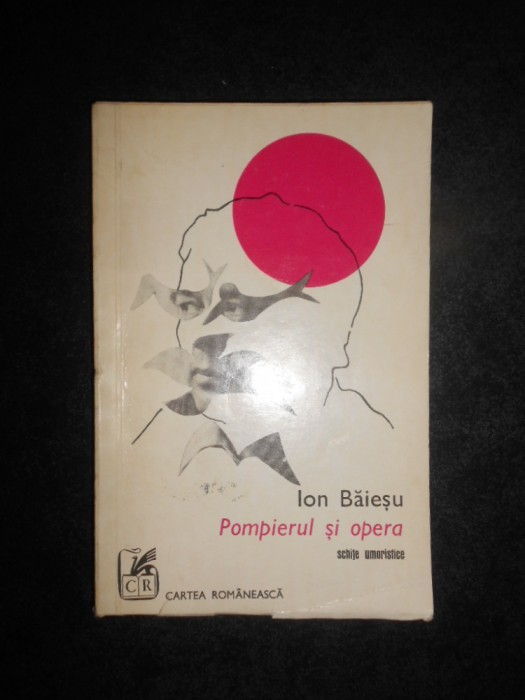 Ion Băieșu
Pompierul și opera
schițe umoristice
CR
CARTEA ROMÂNEASCĂ